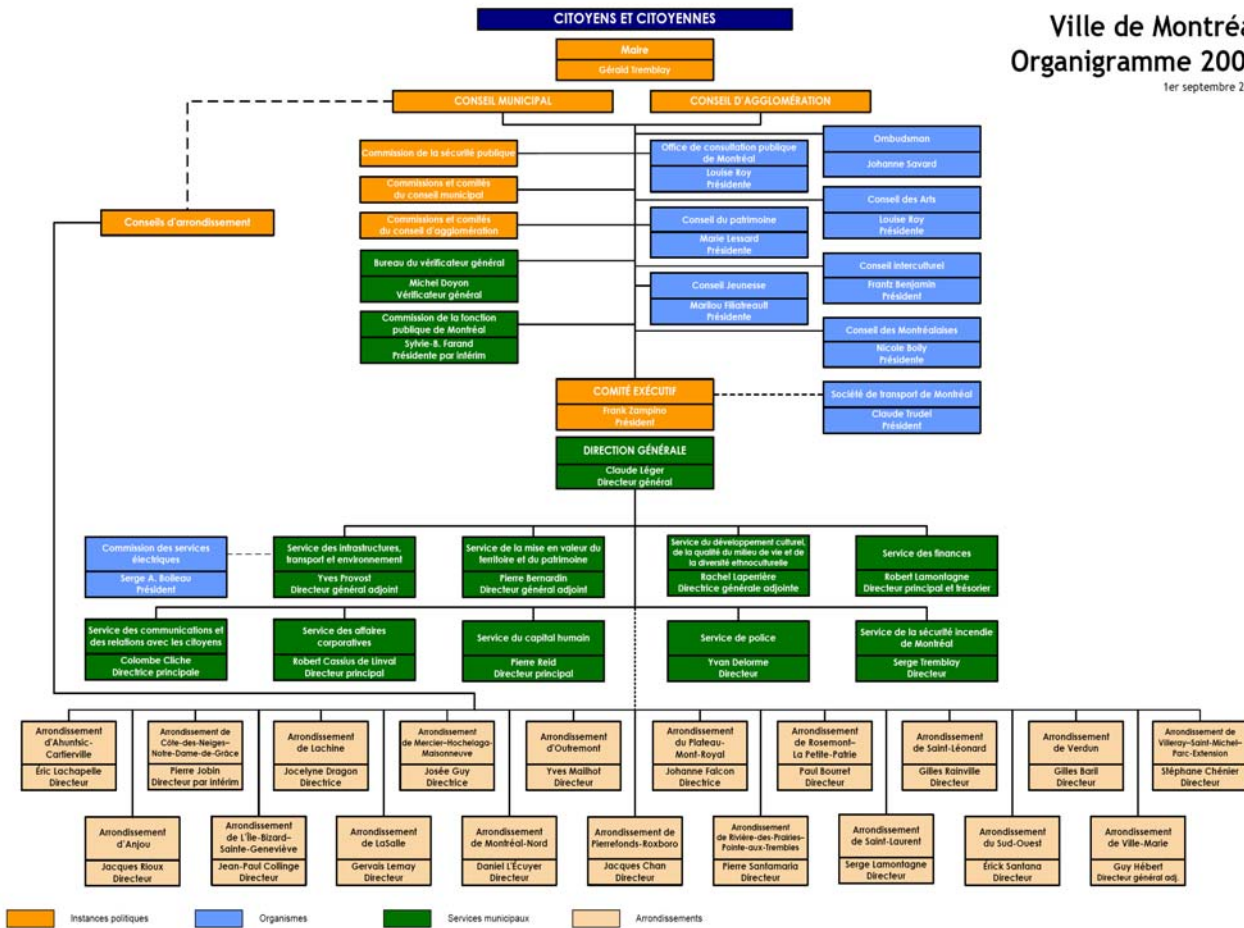 CITOYENS ET CITOYENNES
Ville de Montréa
Organigramme 200
1er septembre 2
Maire
Gérald Tremblay
CONSEIL MUNICIPAL
CONSEIL D'AGGLOMÉRATION
Commission de la sécurité publique
Office de consultation publique
de Montréal
Louise Roy
Présidente
Ombudsman
Johanne Savard
Commissions et comités
du conseil municipal
Conseil des Arts
Louise Roy
Présidente
Conseils d'arrondissement
Commissions et comités
du conseil d'agglomération
Conseil du patrimoine
Marie Lessard
Présidente
Bureau du vérificateur général
Michel Doyon
Vérificateur général
Conseil interculturel
Frantz Benjamin
Président
Conseil Jeunesse
Marilou Filiatreault
Présidente
Commission de la fonction
publique de Montréal
Sylvie-B. Farand
Présidente par intérim
Conseil des Montréalaises
Nicole Boily
Présidente
COMITÉ EXÉCUTIF
Frank Zampino
Président
Société de transport de Montréal
Claude Trudel
Président
DIRECTION GÉNÉRALE
Claude Léger
Directeur général
Commission des services
électriques
Serge A. Boileau
Président
Service des infrastructures,
transport et environnement
Yves Provost
Directeur général adjoint
Service de la mise en valeur du
territoire et du patrimoine
Pierre Bernardin
Directeur général adjoint
Service du développement culturel,
de la qualité du milieu de vie et de
la diversité ethnoculturelle
Rachel Laperrière
Directrice générale adjointe
Service des finances
Robert Lamontagne
Directeur principal et trésorier
Service des communications et
des relations avec les citoyens
Colombe Cliche
Directrice principale
Service des affaires
corporatives
Robert Cassius de Linval
Directeur principal
Service du capital humain
Pierre Reid
Directeur principal
Service de police
Yvan Delorme
Directeur
Service de la sécurité incendie
de Montréal
Serge Tremblay
Directeur
Arrondissement
d'Ahuntsic-
Cartierville
Éric Lachapelle
Directeur
Arrondissement de
Côte-des-Neiges–
Notre-Dame-de-Grâce
Pierre Jobin
Directeur par intérim
Arrondissement
de Lachine
Jocelyne Dragon
Directrice
Arrondissement
de Mercier–Hochelaga-
Maisonneuve
Josée Guy
Directrice
Arrondissement
d'Outremont
Yves Mailhot
Directeur
Arrondissement
du Plateau-
Mont-Royal
Johanne Falcon
Directrice
Arrondissement
de Rosemont–
La Petite-Patrie
Paul Bourret
Directeur
Arrondissement
de Saint-Léonard
Gilles Rainville
Directeur
Arrondissement
de Verdun
Gilles Baril
Directeur
Arrondissement de
Villeray–Saint-Michel–
Parc-Extension
Stéphane Chénier
Directeur
Arrondissement
d'Anjou
Jacques Rioux
Directeur
Arrondissement
de L'Île-Bizard–
Sainte-Geneviève
Jean-Paul Collinge
Directeur
Arrondissement
de LaSalle
Gervais Lemay
Directeur
Arrondissement
de Montréal-Nord
Daniel L'Écuyer
Directeur
Arrondissement de
Pierrefonds-Roxboro
Jacques Chan
Directeur
Arrondissement
de Rivière-des-Prairies–
Pointe-aux-Trembles
Pierre Santamaria
Directeur
Arrondissement
de Saint-Laurent
Serge Lamontagne
Directeur
Arrondissement
du Sud-Ouest
Érick Santana
Directeur
Arrondissement
de Ville-Marie
Guy Hébert
Directeur général adj.
Instances politiques
Organismes
Services municipaux
Arrondissements